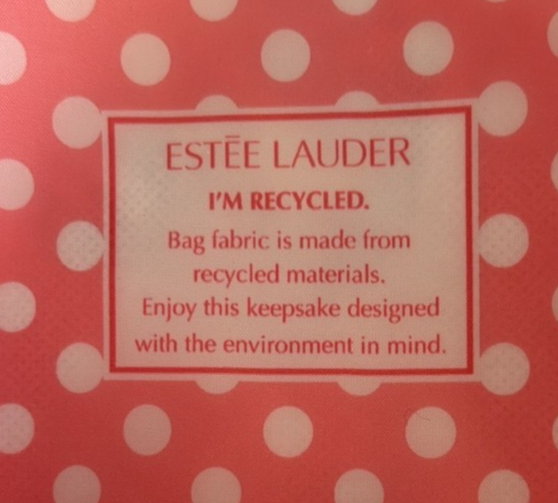 ESTĒE LAUDER
I'M RECYCLED.
Bag fabric is made from
recycled materials.
Enjoy this keepsake designed
with the environment in mind.